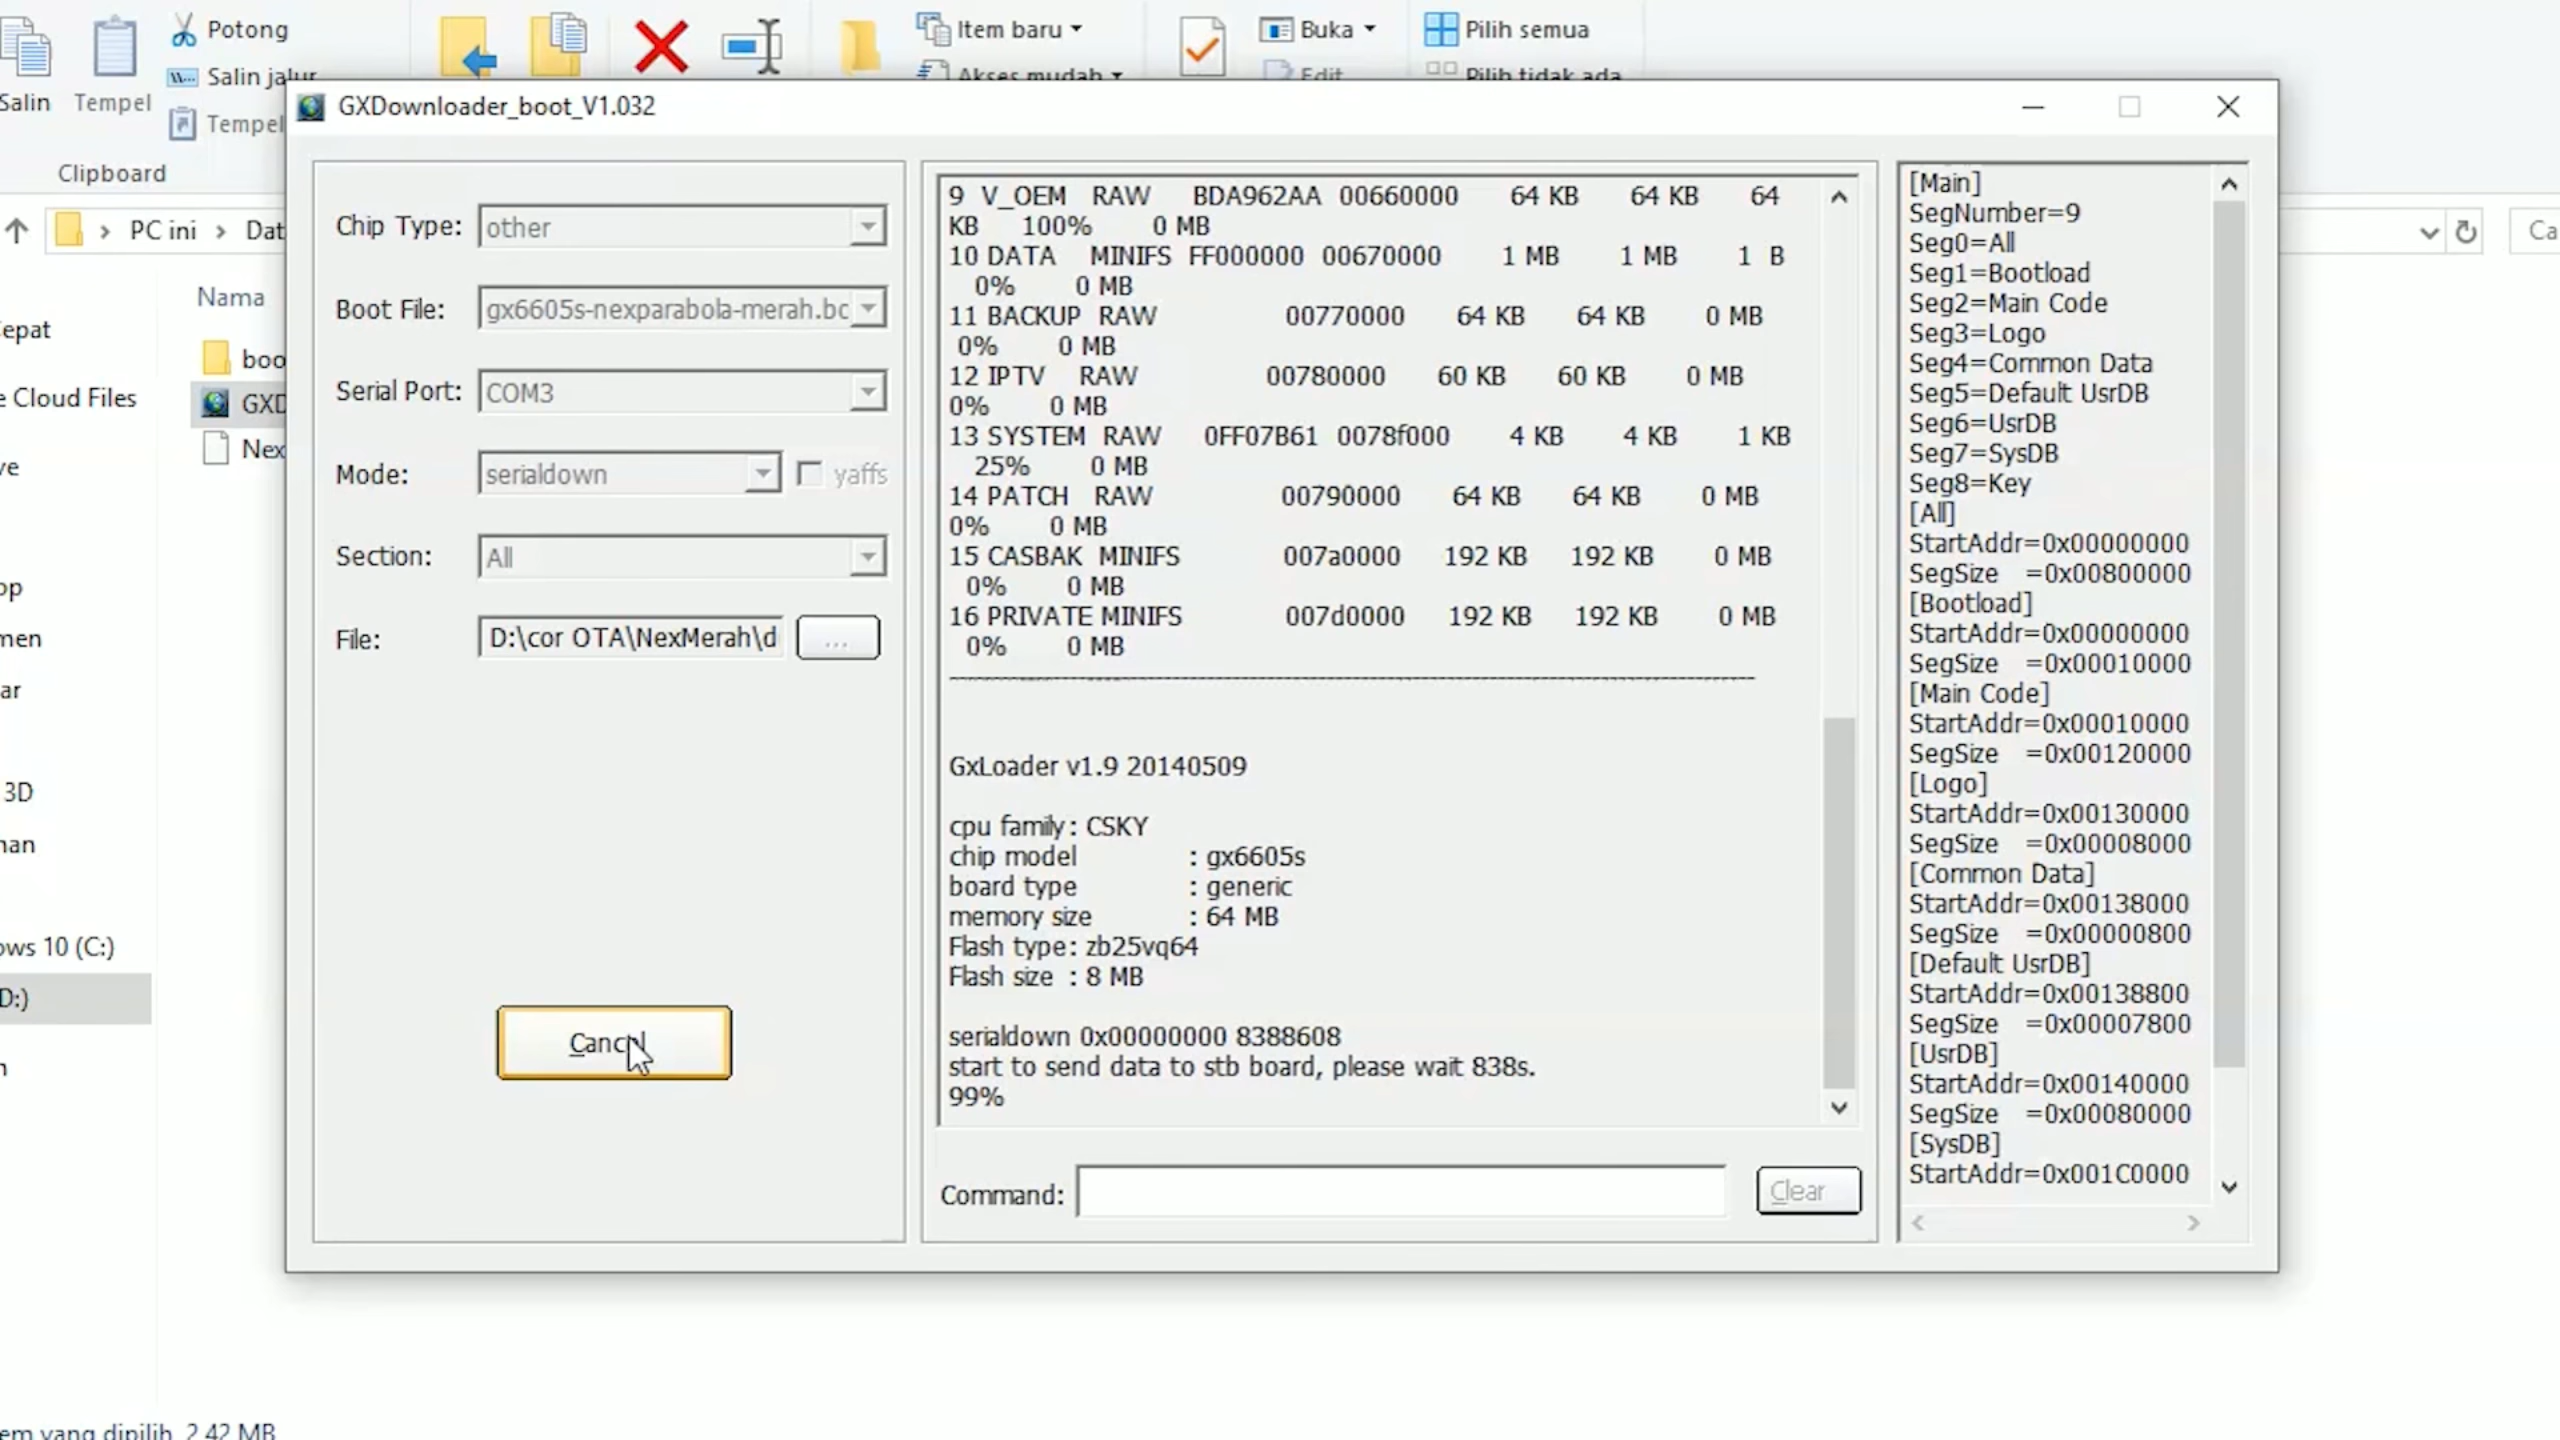 Potong
Salin jalur
Salin
Tempel
Tempel
Clipboard
Item baru
Akses mudah
Buka
Edit
Pilih semua
Pilih tidak ada
PC ini
Dat
Ca
Nama
boo
GXD
Nex
epat
e Cloud Files
ve
op
men
ar
3D
nan
ows 10 (C:)
D:)
n
em yang dipilih 2,42 MB
GXDownloader_boot_V1.032
Chip Type: other
Boot File: gx6605s-nexparabola-merah.bc
Serial Port: COM3
Mode: serialdown yaffs
Section: All
File: D:\cor OTA\NexMerah\d ...
Cancel
9 V_OEM RAW BDA962AA 00660000 64 KB 64 KB 64
KB 100% 0 MB
10 DATA MINIFS FF000000 00670000 1 MB 1 MB 1 B
0% 0 MB
11 BACKUP RAW 00770000 64 KB 64 KB 0 MB
0% 0 MB
12 IPTV RAW 00780000 60 KB 60 KB 0 MB
0% 0 MB
13 SYSTEM RAW 0FF07B61 0078f000 4 KB 4 KB 1 KB
25% 0 MB
14 PATCH RAW 00790000 64 KB 64 KB 0 MB
0% 0 MB
15 CASBAK MINIFS 007a0000 192 KB 192 KB 0 MB
0% 0 MB
16 PRIVATE MINIFS 007d0000 192 KB 192 KB 0 MB
0% 0 MB
GxLoader v1.9 20140509
cpu family: CSKY
chip model : gx6605s
board type : generic
memory size : 64 MB
Flash type: zb25vq64
Flash size : 8 MB
serialdown 0x00000000 8388608
start to send data to stb board, please wait 838s.
99%
Command:
Clear
[Main]
SegNumber=9
Seg0=All
Seg1=Bootload
Seg2=Main Code
Seg3=Logo
Seg4=Common Data
Seg5=Default UsrDB
Seg6=UsrDB
Seg7=SysDB
Seg8=Key
[All]
StartAddr=0x00000000
SegSize =0x00800000
[Bootload]
StartAddr=0x00000000
SegSize =0x00010000
[Main Code]
StartAddr=0x00010000
SegSize =0x00120000
[Logo]
StartAddr=0x00130000
SegSize =0x00008000
[Common Data]
StartAddr=0x00138000
SegSize =0x00000800
[Default UsrDB]
StartAddr=0x00138800
SegSize =0x00007800
[UsrDB]
StartAddr=0x00140000
SegSize =0x00080000
[SysDB]
StartAddr=0x001C0000